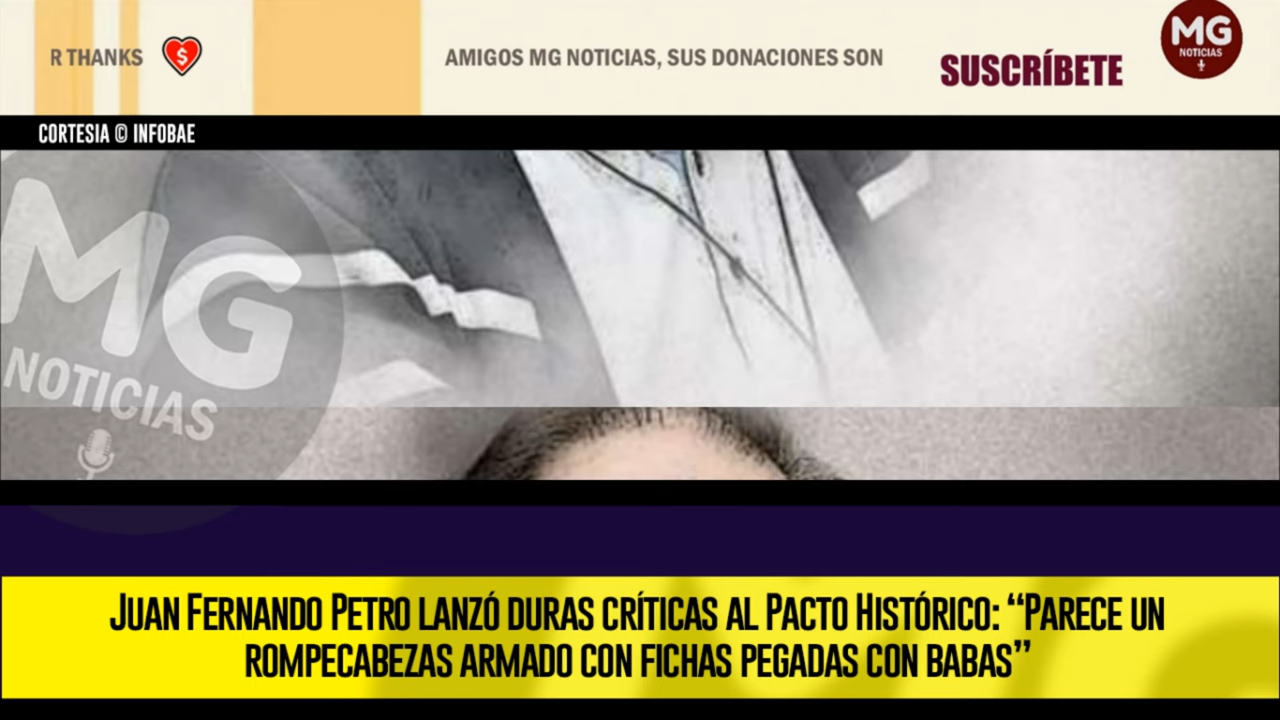 R THANKS
AMIGOS MG NOTICIAS, SUS DONACIONES SON
SUSCRÍBETE
MG
NOTICIAS
CORTESIA © INFOBAE
MG
NOTICIAS
JUAN FERNANDO PETRO LANZÓ DURAS CRÍTICAS AL PACTO HISTÓRICO: “PARECE UN
ROMPECABEZAS ARMADO CON FICHAS PEGADAS CON BABAS”